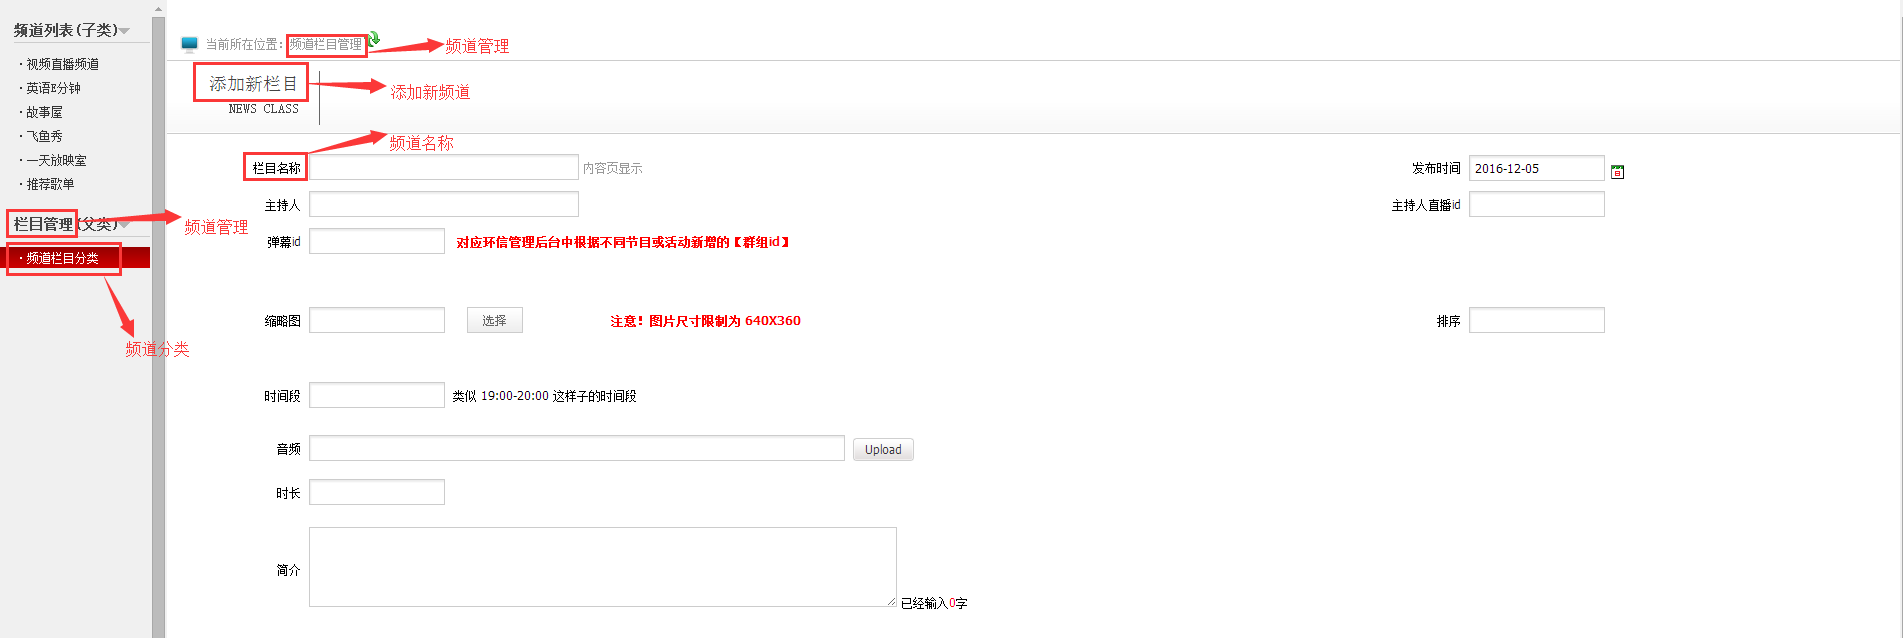 频道列表(子类)
· 视频直播频道
· 英语E分钟
· 故事屋
· 飞鱼秀
· 一天放映室
· 推荐歌单
栏目管理(父类)
频道管理
· 频道栏目分类
频道分类
当前所在位置：频道栏目管理
频道管理
添加新栏目
NEWS CLASS
添加新频道
频道名称
栏目名称 内容页显示
发布时间 2016-12-05
主持人
主持人直播id
弹幕id 对应环信管理后台中根据不同节目或活动新增的【群组id】
缩略图 选择 注意！图片尺寸限制为 640X360
排序
时间段 类似 19:00-20:00 这样子的时间段
音频 Upload
时长
简介
已经输入0字